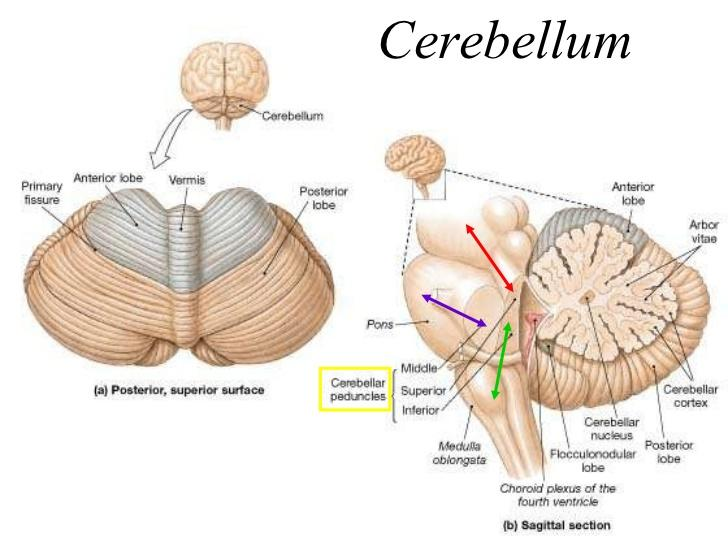 Cerebellum
Cerebellum
Primary
fissure
Anterior lobe
Vermis
Posterior
lobe
(a) Posterior, superior surface
Anterior
lobe
Arbor
vitae
Pons
Cerebellar
peduncles
Middle
Superior
Inferior
Medulla
oblongata
Choroid plexus of the
fourth ventricle
Flocculonodular
lobe
Cerebellar
nucleus
Posterior
lobe
Cerebellar
cortex
(b) Sagittal section